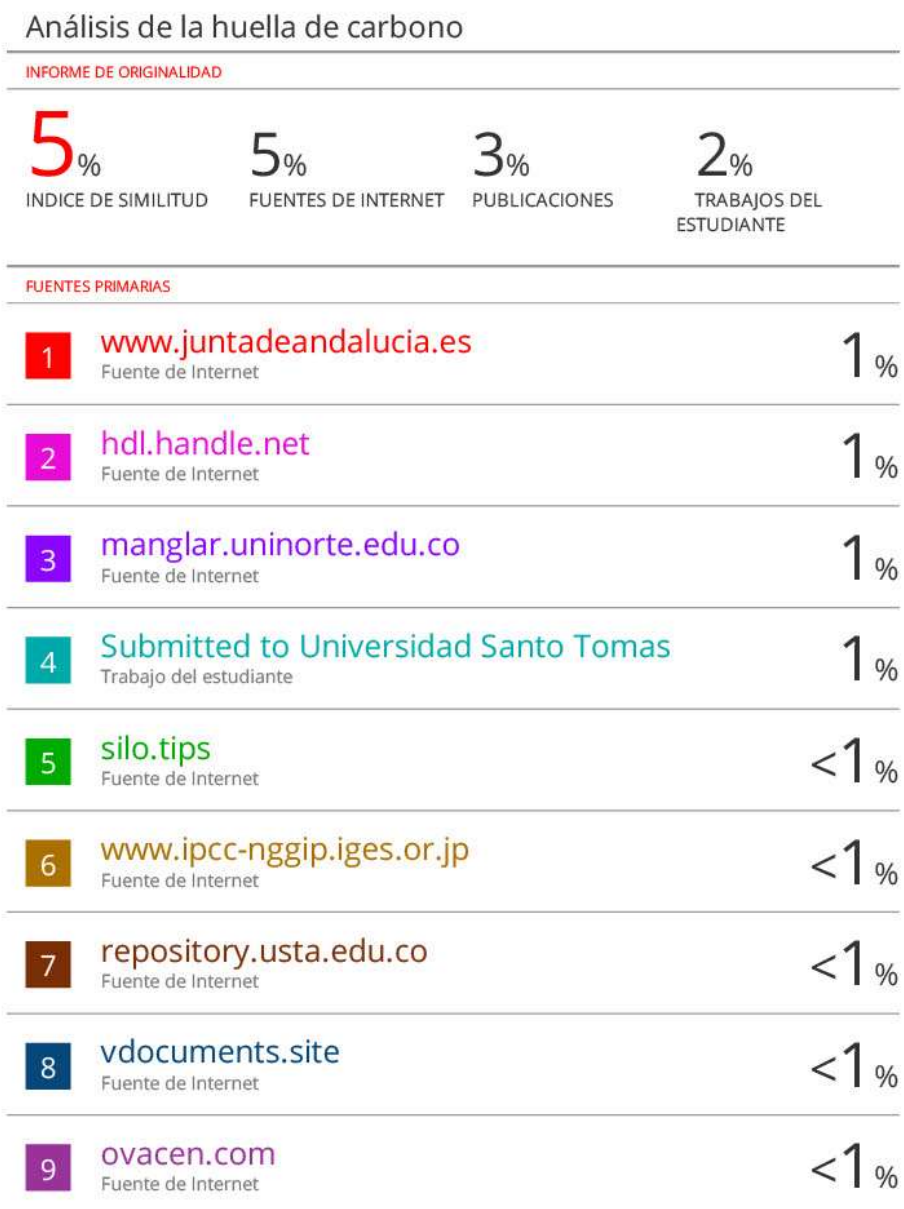 Análisis de la huella de carbono
INFORME DE ORIGINALIDAD
5%
INDICE DE SIMILITUD
5%
FUENTES DE INTERNET
3%
PUBLICACIONES
2%
TRABAJOS DEL
ESTUDIANTE
FUENTES PRIMARIAS
1
www.juntadeandalucia.es
Fuente de Internet
1%
2
hdl.handle.net
Fuente de Internet
1%
3
manglar.uninorte.edu.co
Fuente de Internet
1%
4
Submitted to Universidad Santo Tomas
Trabajo del estudiante
1%
5
silo.tips
Fuente de Internet
<1%
6
www.ipcc-nggip.iges.or.jp
Fuente de Internet
<1%
7
repository.usta.edu.co
Fuente de Internet
<1%
8
vdocuments.site
Fuente de Internet
<1%
9
ovacen.com
Fuente de Internet
<1%